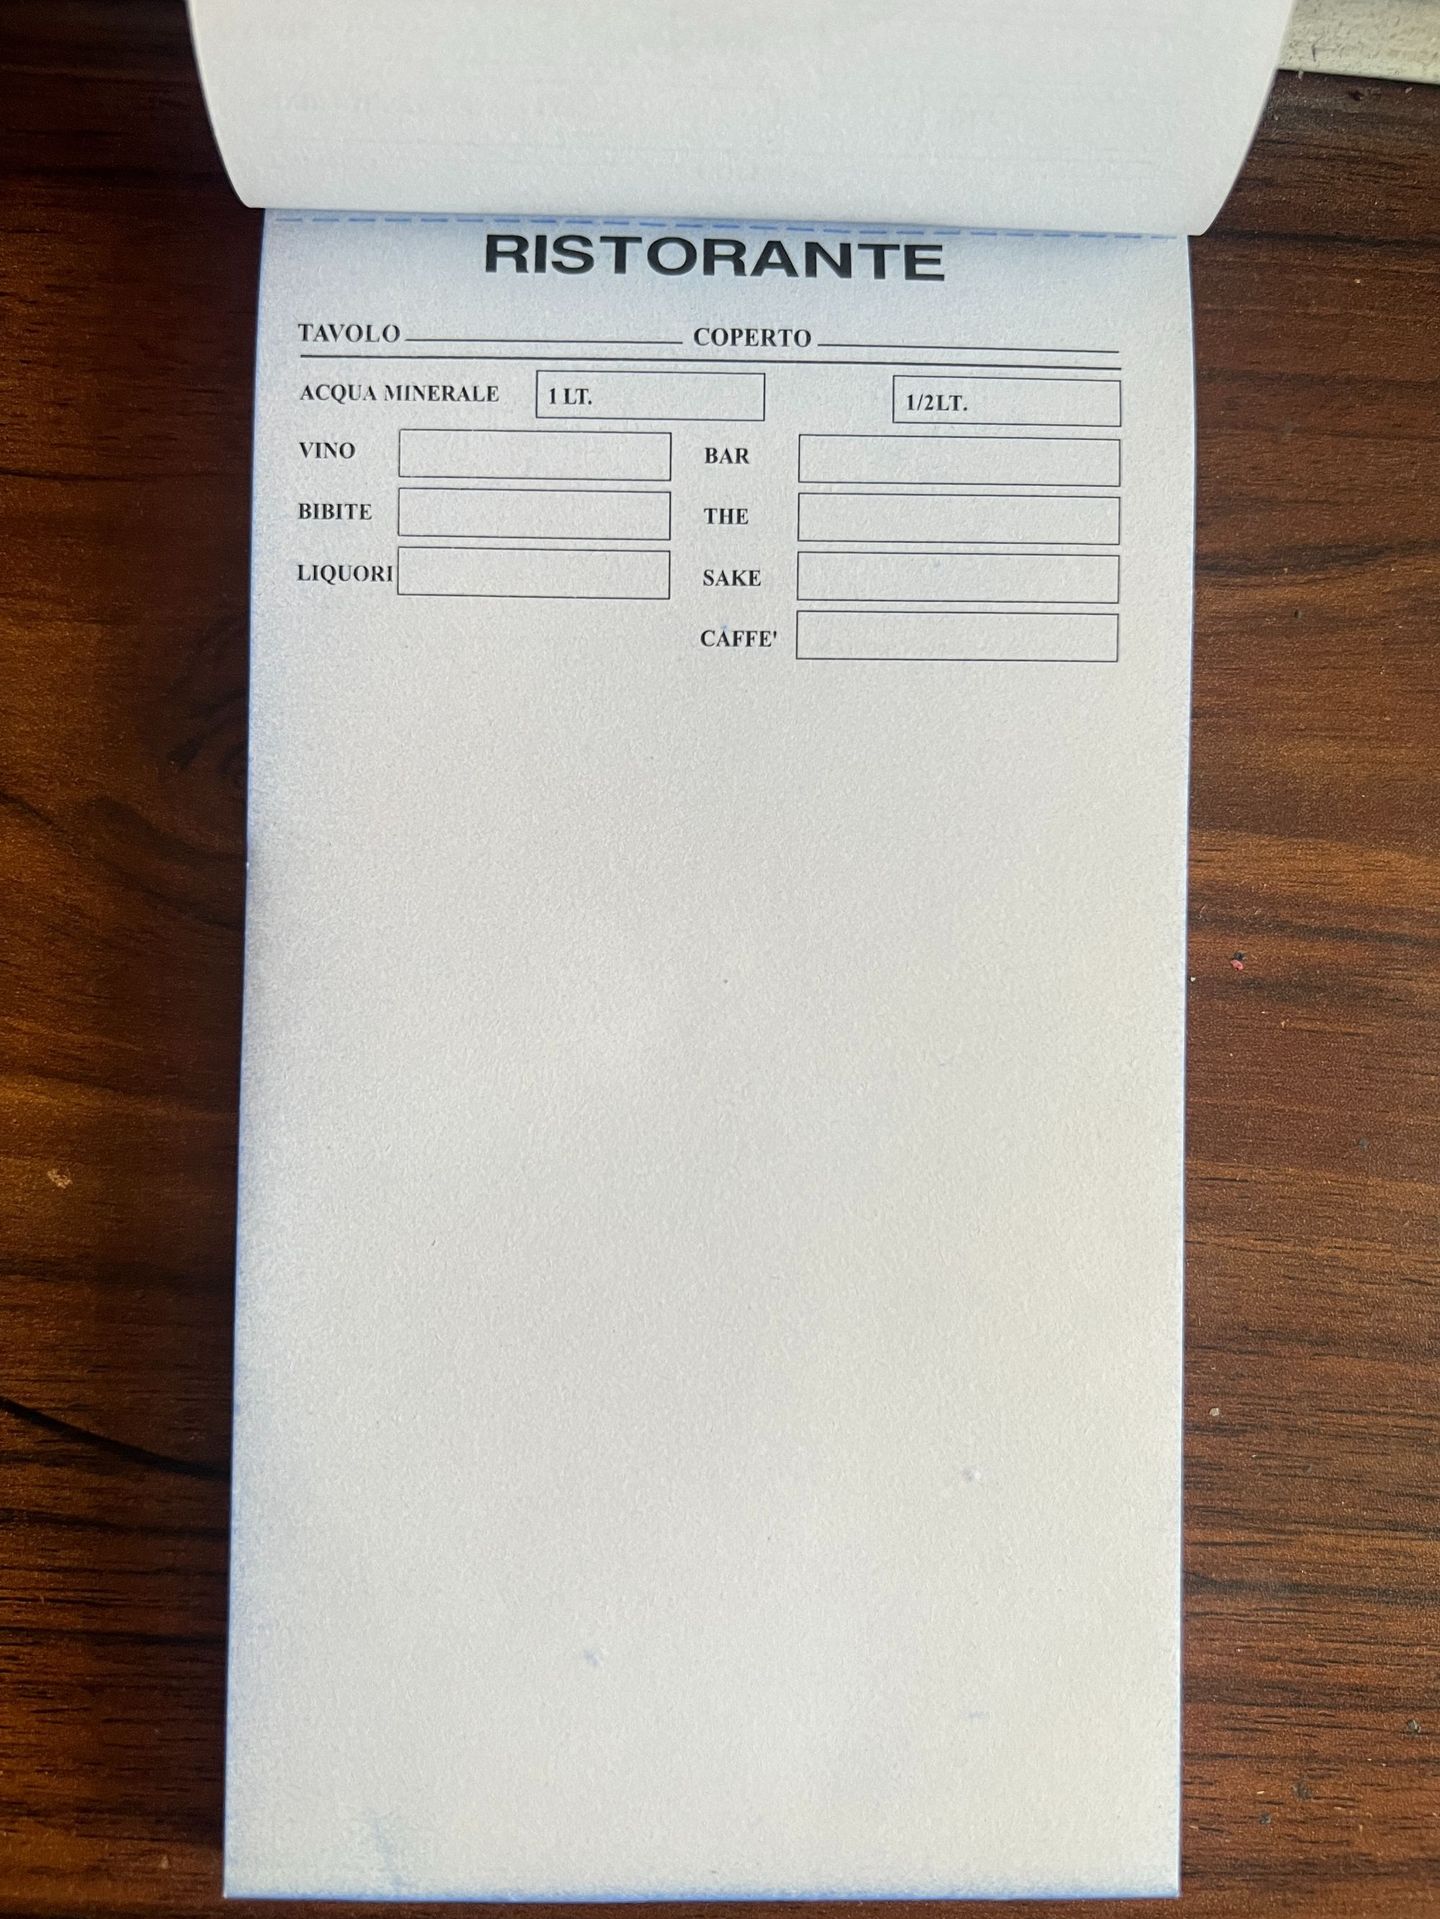 RISTORANTE
TAVOLO COPERTO
ACQUA MINERALE 1 LT. 1/2LT.
VINO BAR
BIBITE THE
LIQUORI SAKE
CAFFE'